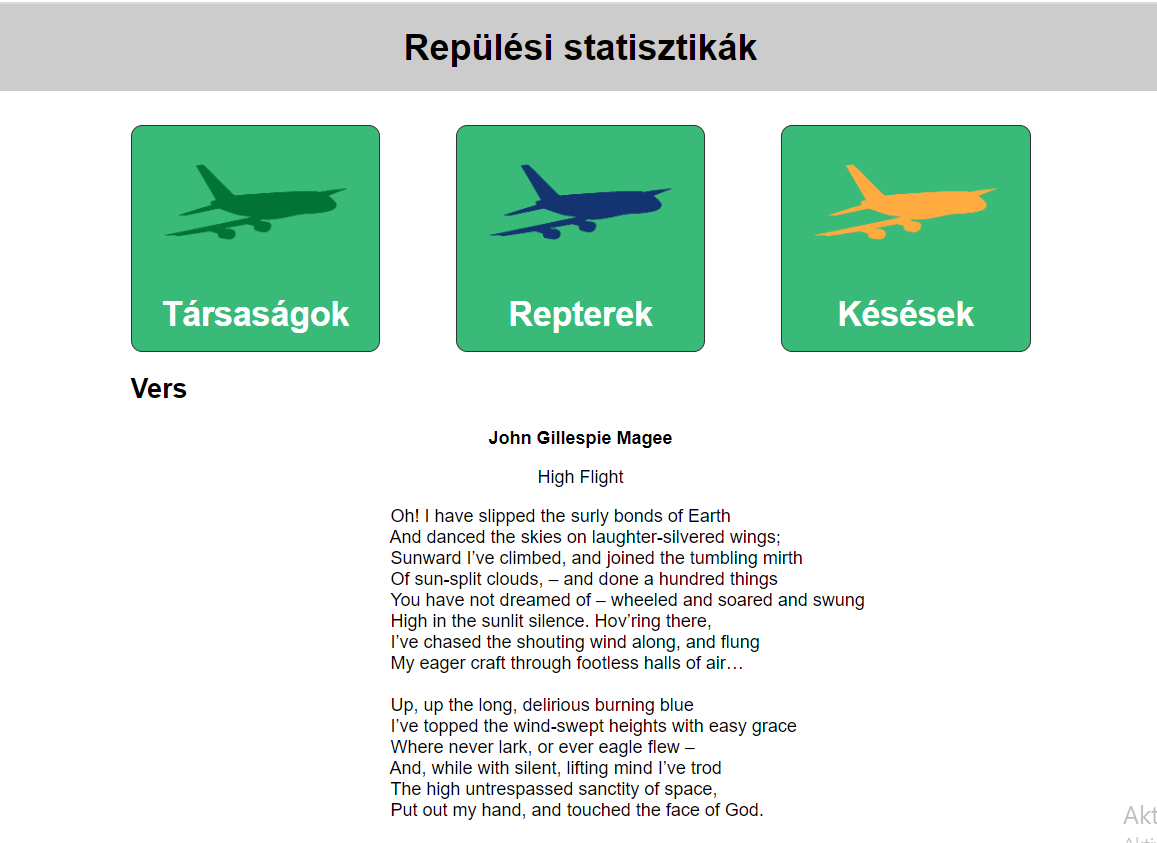 Repülési statisztikák
Társaságok
Repterek
Késések
Vers
John Gillespie Magee
High Flight
Oh! I have slipped the surly bonds of Earth
And danced the skies on laughter-silvered wings;
Sunward I’ve climbed, and joined the tumbling mirth
Of sun-split clouds, – and done a hundred things
You have not dreamed of – wheeled and soared and swung
High in the sunlit silence. Hov’ring there,
I’ve chased the shouting wind along, and flung
My eager craft through footless halls of air…
Up, up the long, delirious burning blue
I’ve topped the wind-swept heights with easy grace
Where never lark, or ever eagle flew –
And, while with silent, lifting mind I’ve trod
The high untrespassed sanctity of space,
Put out my hand, and touched the face of God.
Akt